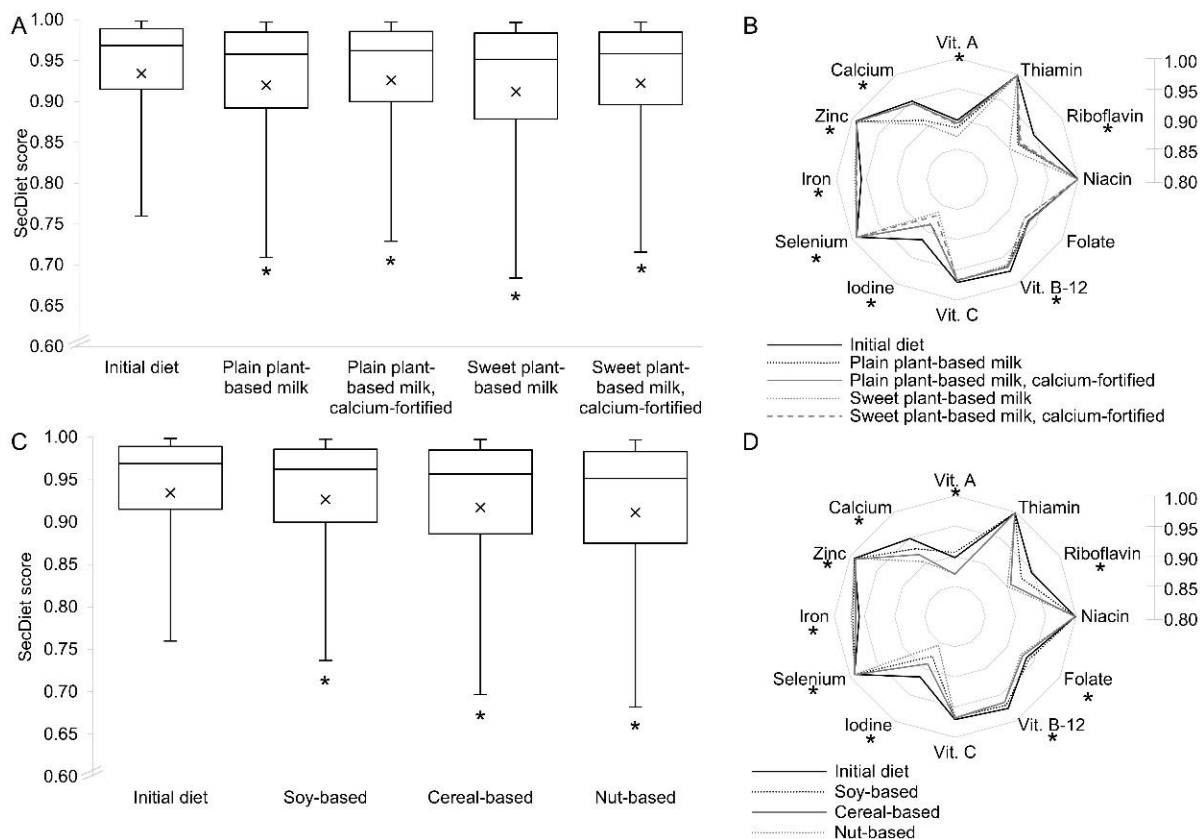 A
SecDiet score
1.00
0.95
0.90
0.85
0.80
0.75
0.70
0.65
0.60
*
*
*
*
Initial diet
Plain plant-
based milk
Plain plant-
based milk,
calcium-fortified
Sweet plant-
based milk
Sweet plant-
based milk,
calcium-fortified
B
Vit. A
*
Thiamin
Riboflavin
*
Niacin
Folate
Vit. B-12
*
Vit. C
Iodine
*
Selenium
*
Iron
*
Zinc
*
Calcium
*
1.00
0.95
0.90
0.85
0.80
Initial diet
Plain plant-based milk
Plain plant-based milk, calcium-fortified
Sweet plant-based milk
Sweet plant-based milk, calcium-fortified
C
SecDiet score
1.00
0.95
0.90
0.85
0.80
0.75
0.70
0.65
0.60
*
*
*
Initial diet
Soy-based
Cereal-based
Nut-based
D
Vit. A
*
Thiamin
Riboflavin
*
Niacin
Folate
*
Vit. B-12
*
Vit. C
Iodine
*
Selenium
*
Iron
*
Zinc
*
Calcium
*
1.00
0.95
0.90
0.85
0.80
Initial diet
Soy-based
Cereal-based
Nut-based